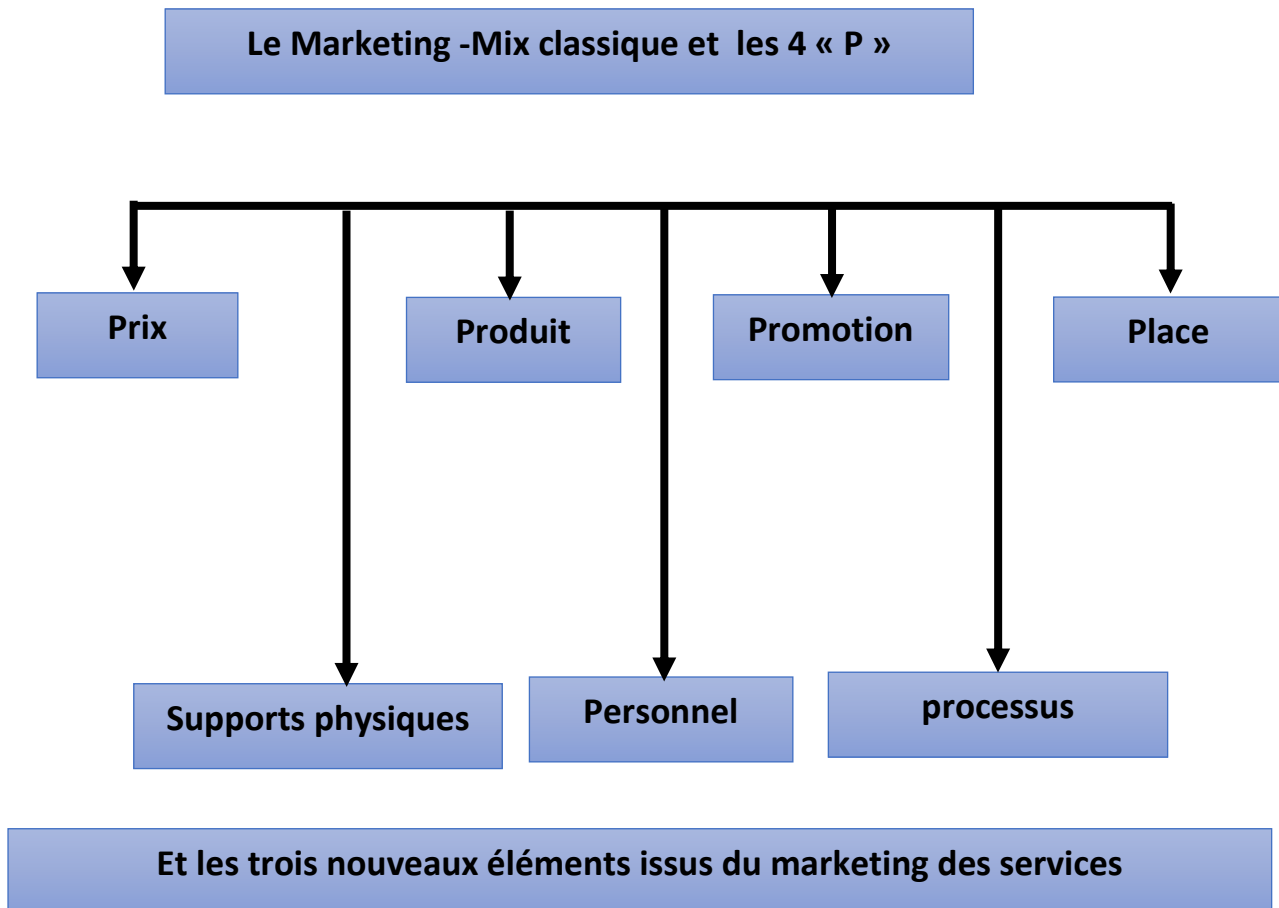 Le Marketing -Mix classique et les 4 « P »
Prix
Produit
Promotion
Place
Supports physiques
Personnel
processus
Et les trois nouveaux éléments issus du marketing des services